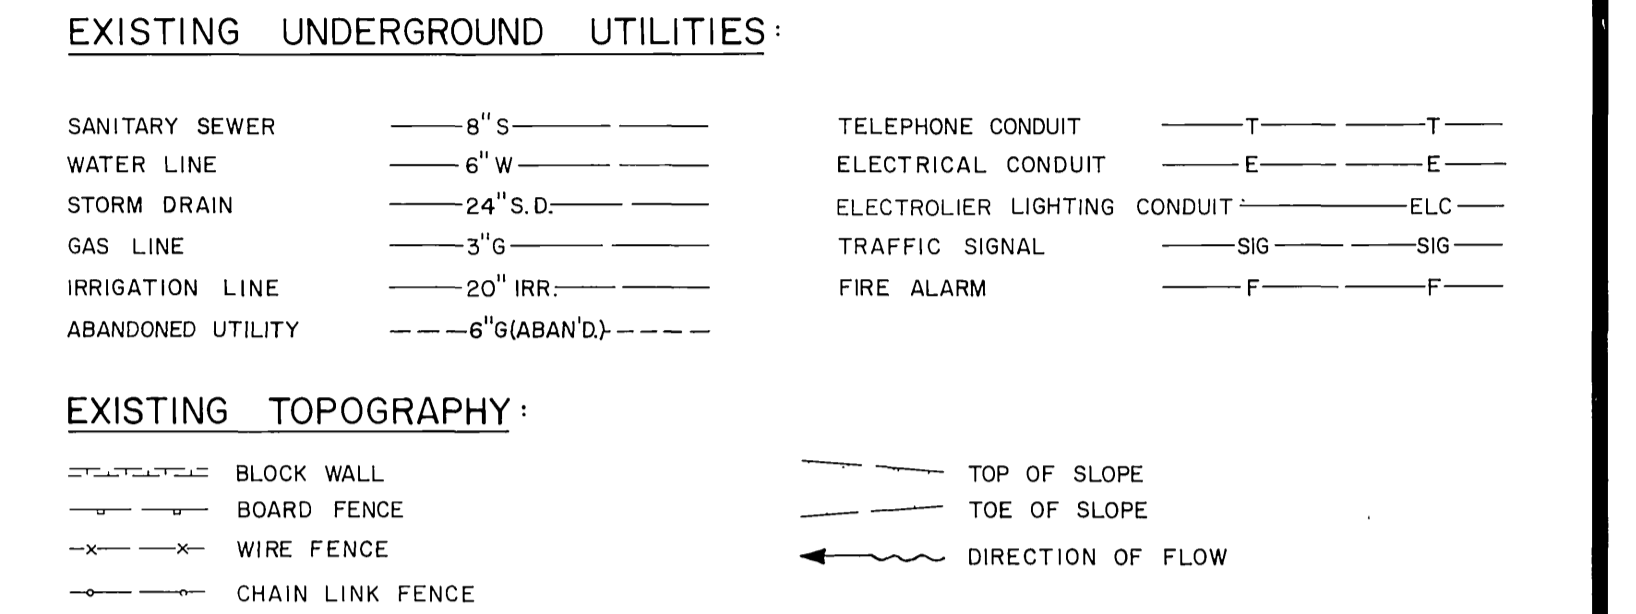 EXISTING UNDERGROUND UTILITIES:
SANITARY SEWER 8" S
WATER LINE 6" W
STORM DRAIN 24" S.D.
GAS LINE 3" G
IRRIGATION LINE 20" IRR.
ABANDONED UTILITY 6"G(ABAN'D.)
TELEPHONE CONDUIT T T
ELECTRICAL CONDUIT E E
ELECTROLIER LIGHTING CONDUIT ELC
TRAFFIC SIGNAL SIG SIG
FIRE ALARM F F
EXISTING TOPOGRAPHY:
BLOCK WALL
BOARD FENCE
WIRE FENCE
CHAIN LINK FENCE
TOP OF SLOPE
TOE OF SLOPE
DIRECTION OF FLOW